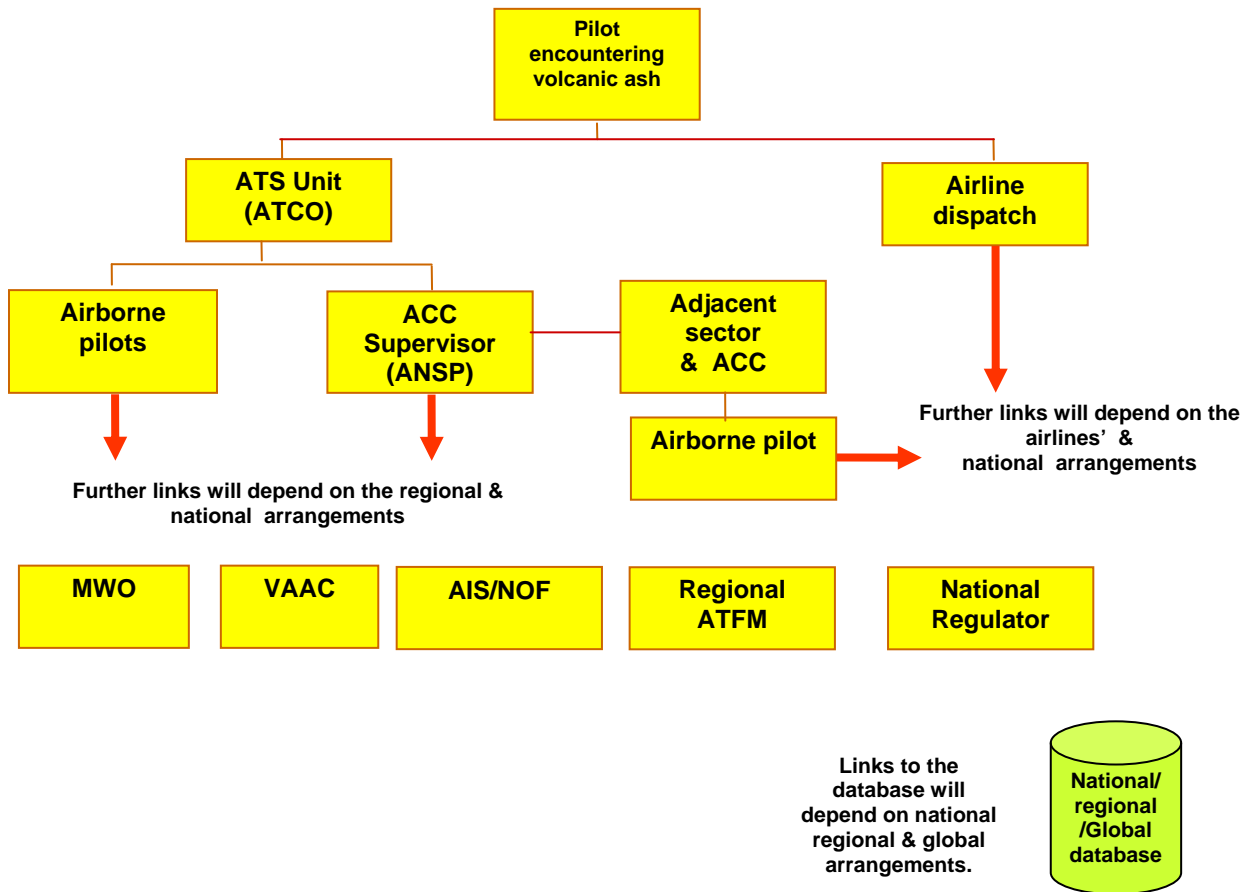 Pilot
encountering
volcanic ash
ATS Unit
(ATCO)
Airline
dispatch
Airborne
pilots
ACC
Supervisor
(ANSP)
Adjacent
sector
& ACC
Airborne pilot
Further links will depend on the
airlines’ &
national arrangements
Further links will depend on the regional &
national arrangements
MWO
VAAC
AIS/NOF
Regional
ATFM
National
Regulator
Links to the
database will
depend on national
regional & global
arrangements.
National/
regional
/Global
database